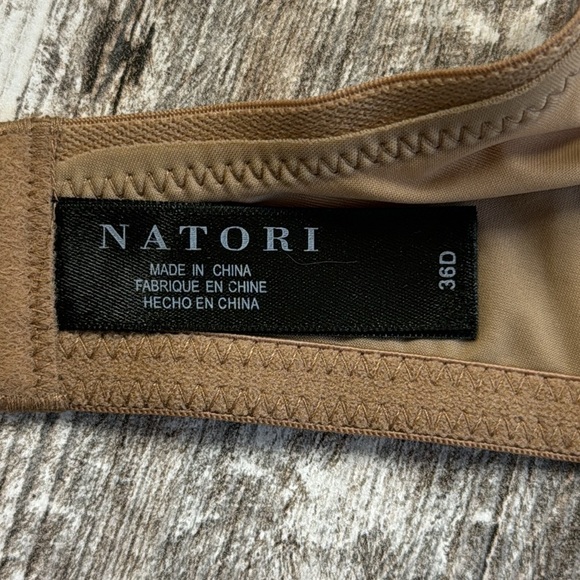 NATORI
MADE IN CHINA
FABRIQUE EN CHINE
HECHO EN CHINA
36D